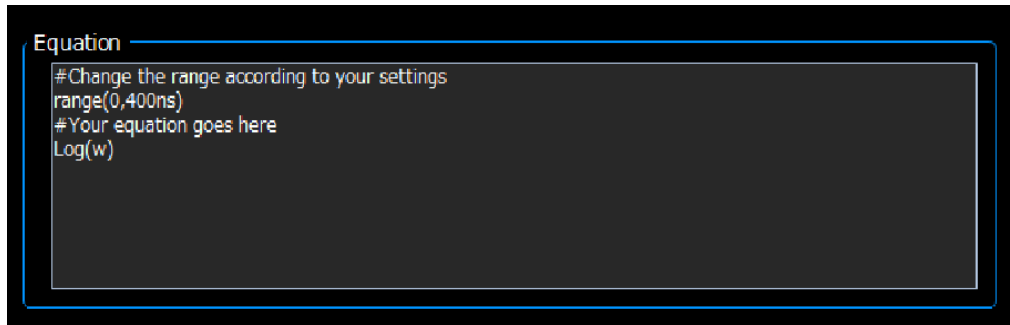 Equation
#Change the range according to your settings
range(0,400ns)
#Your equation goes here
Log(w)